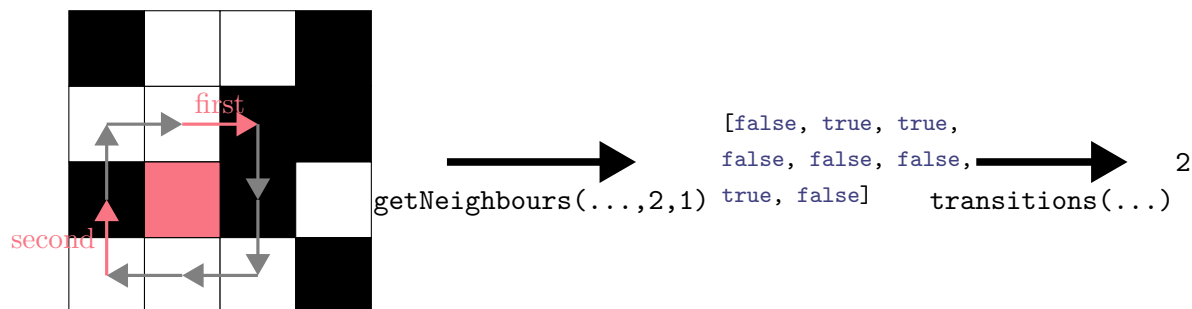 first
second
getNeighbours(...,2,1)
[false, true, true,
false, false, false,
true, false]
transitions(...)
2